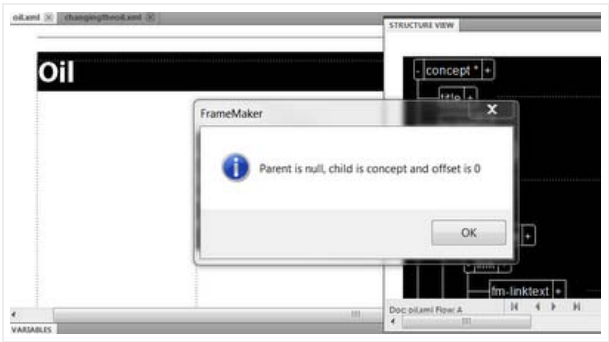 oil.xml
changingtheoil.xml
STRUCTURE VIEW
Oil
concept * +
title +
FrameMaker
X
Parent is null, child is concept and offset is 0
OK
fm-linktext +
Doc: oil.xml Flow: A
VARIABLES